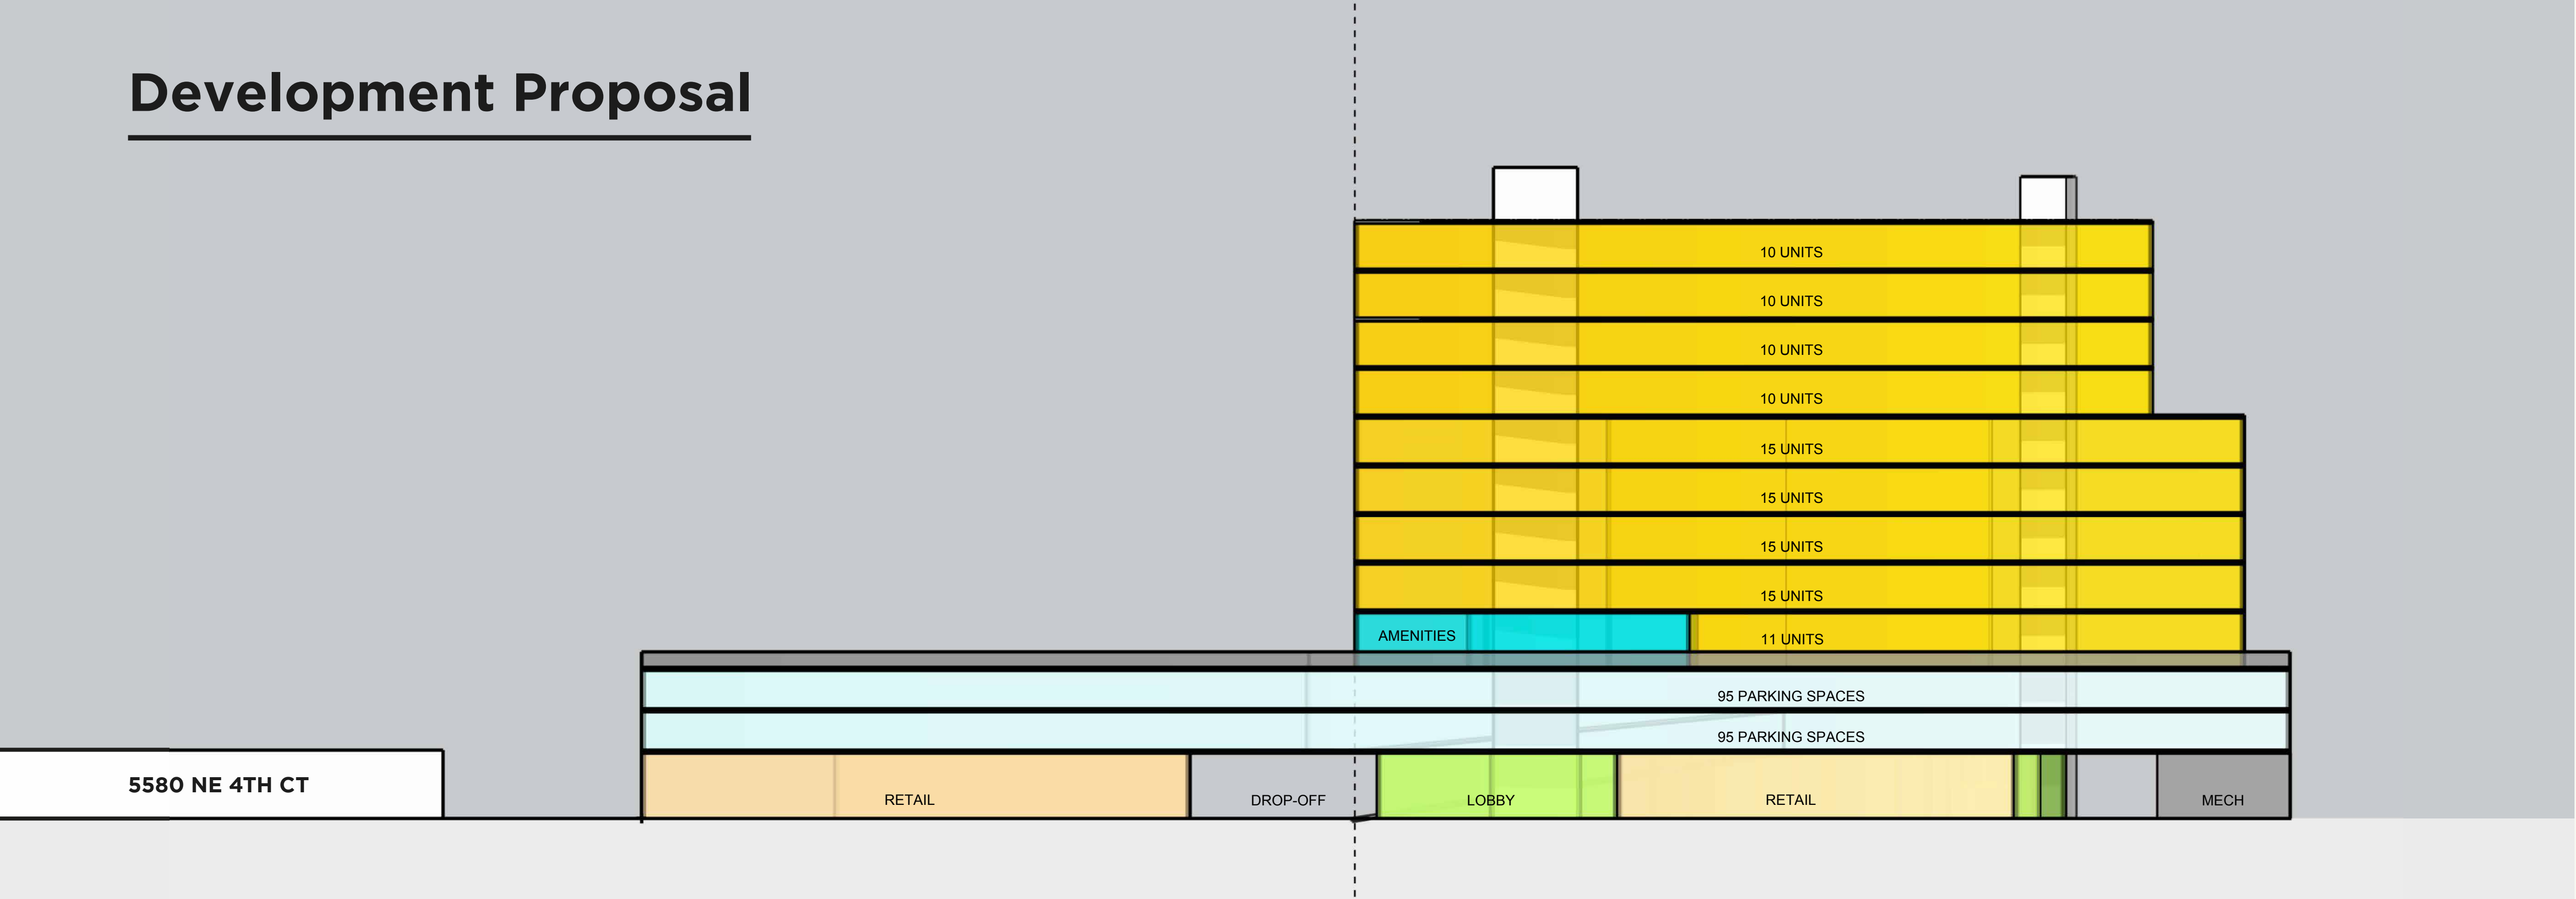 Development Proposal
10 UNITS
10 UNITS
10 UNITS
10 UNITS
15 UNITS
15 UNITS
15 UNITS
15 UNITS
AMENITIES
11 UNITS
95 PARKING SPACES
95 PARKING SPACES
5580 NE 4TH CT
RETAIL
DROP-OFF
LOBBY
RETAIL
MECH